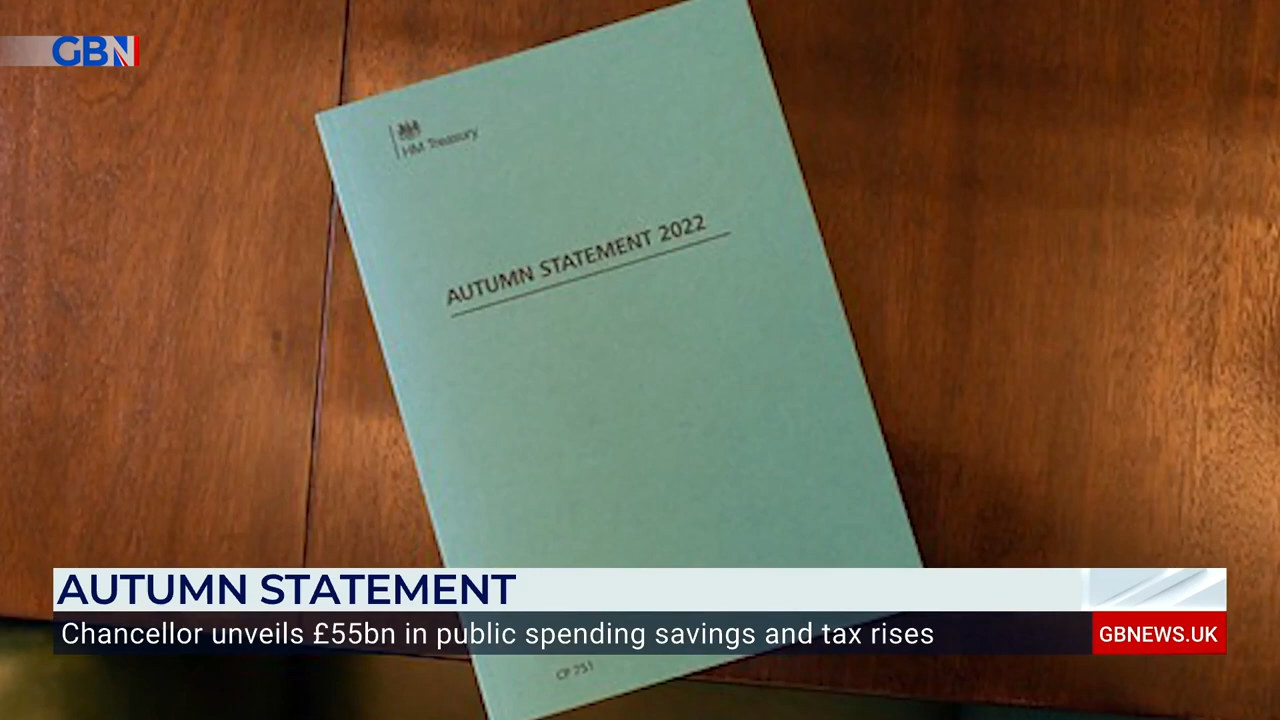 GBN
HM Treasury
AUTUMN STATEMENT 2022
AUTUMN STATEMENT
Chancellor unveils £55bn in public spending savings and tax rises
GBNEWS.UK
CP 751